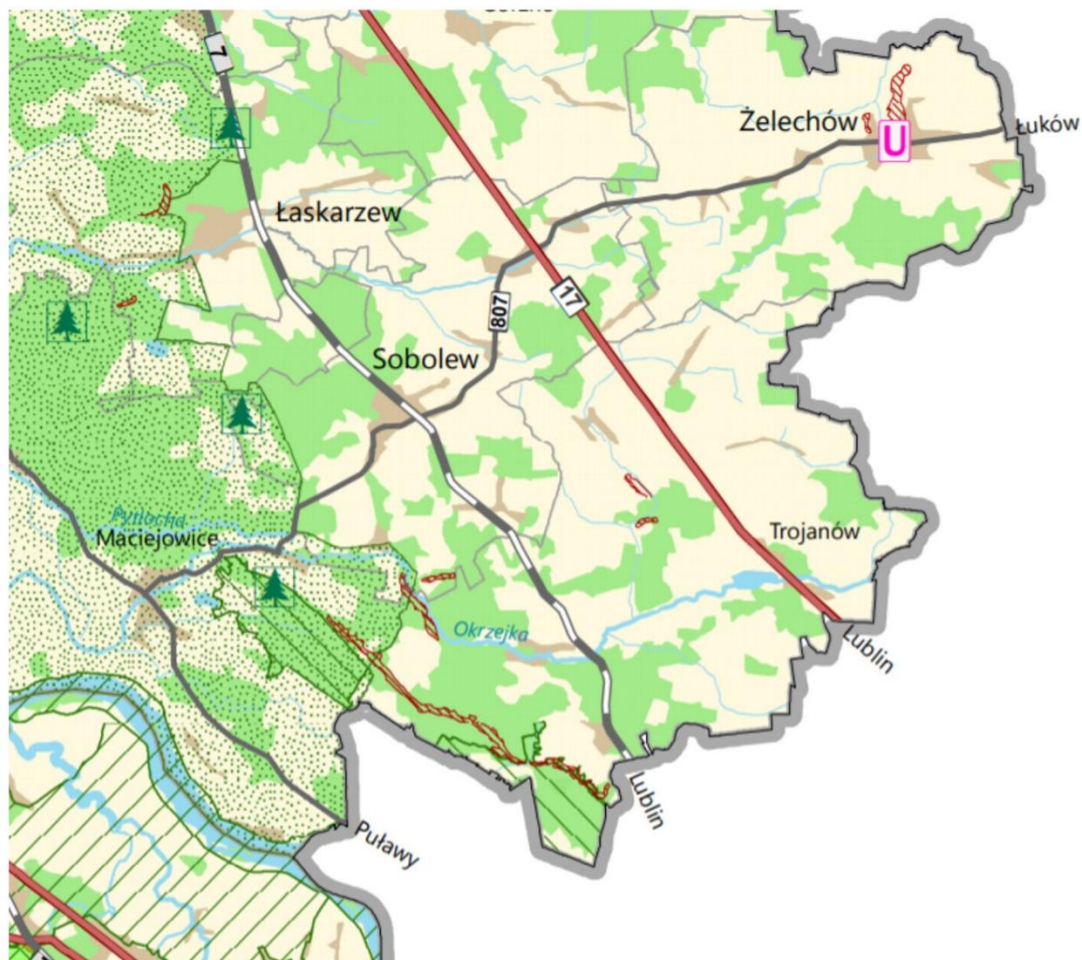 7
Żelechów
U
Łuków
Łaskarzew
17
807
Sobolew
Pytlocha
Maciejowice
Trojanów
Okrzejka
Lublin
Lublin
Puławy